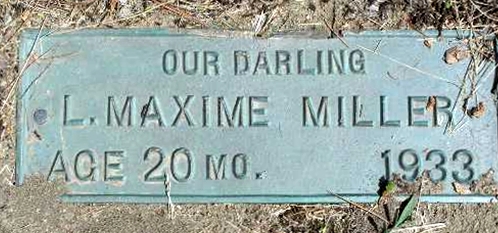 OUR DARLING
L. MAXIME MILLER
AGE 20 MO. 1933